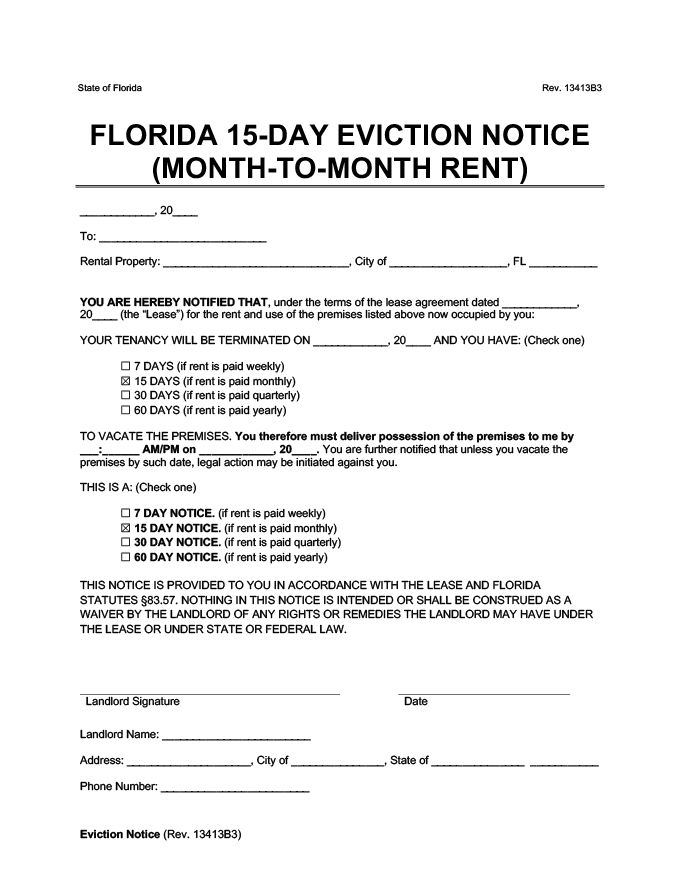 State of Florida Rev. 13413B3
FLORIDA 15-DAY EVICTION NOTICE
(MONTH-TO-MONTH RENT)
____________, 20____
To: ___________________________
Rental Property: ______________________________, City of ___________________, FL ___________
YOU ARE HEREBY NOTIFIED THAT, under the terms of the lease agreement dated ____________,
20____ (the “Lease”) for the rent and use of the premises listed above now occupied by you:
YOUR TENANCY WILL BE TERMINATED ON ____________, 20____ AND YOU HAVE: (Check one)
☐ 7 DAYS (if rent is paid weekly)
☒ 15 DAYS (if rent is paid monthly)
☐ 30 DAYS (if rent is paid quarterly)
☐ 60 DAYS (if rent is paid yearly)
TO VACATE THE PREMISES. You therefore must deliver possession of the premises to me by
___:______ AM/PM on ____________, 20____. You are further notified that unless you vacate the
premises by such date, legal action may be initiated against you.
THIS IS A: (Check one)
☐ 7 DAY NOTICE. (if rent is paid weekly)
☒ 15 DAY NOTICE. (if rent is paid monthly)
☐ 30 DAY NOTICE. (if rent is paid quarterly)
☐ 60 DAY NOTICE. (if rent is paid yearly)
THIS NOTICE IS PROVIDED TO YOU IN ACCORDANCE WITH THE LEASE AND FLORIDA
STATUTES §83.57. NOTHING IN THIS NOTICE IS INTENDED OR SHALL BE CONSTRUED AS A
WAIVER BY THE LANDLORD OF ANY RIGHTS OR REMEDIES THE LANDLORD MAY HAVE UNDER
THE LEASE OR UNDER STATE OR FEDERAL LAW.
Landlord Signature Date
Landlord Name: ________________________
Address: ____________________, City of _______________, State of _______________ ___________
Phone Number: ________________________
Eviction Notice (Rev. 13413B3)